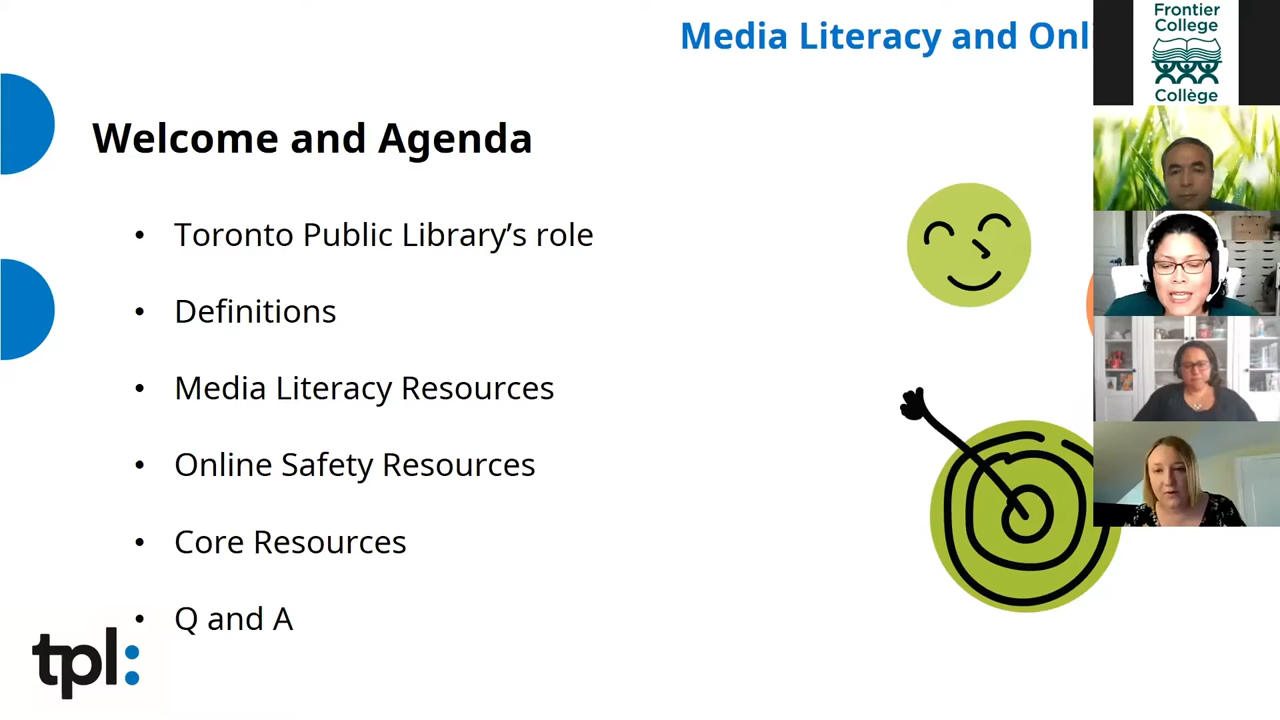 Media Literacy and Onl
Frontier
College
Collège
Welcome and Agenda
• Toronto Public Library’s role
• Definitions
• Media Literacy Resources
• Online Safety Resources
• Core Resources
• Q and A
tpl: